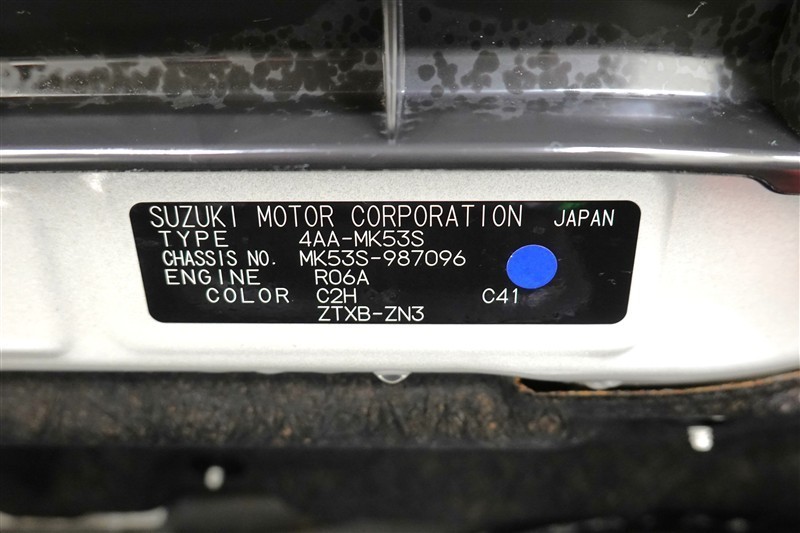 SUZUKI MOTOR CORPORATION JAPAN
TYPE 4AA-MK53S
CHASSIS NO. MK53S-987096
ENGINE R06A
COLOR C2H C41
ZTXB-ZN3